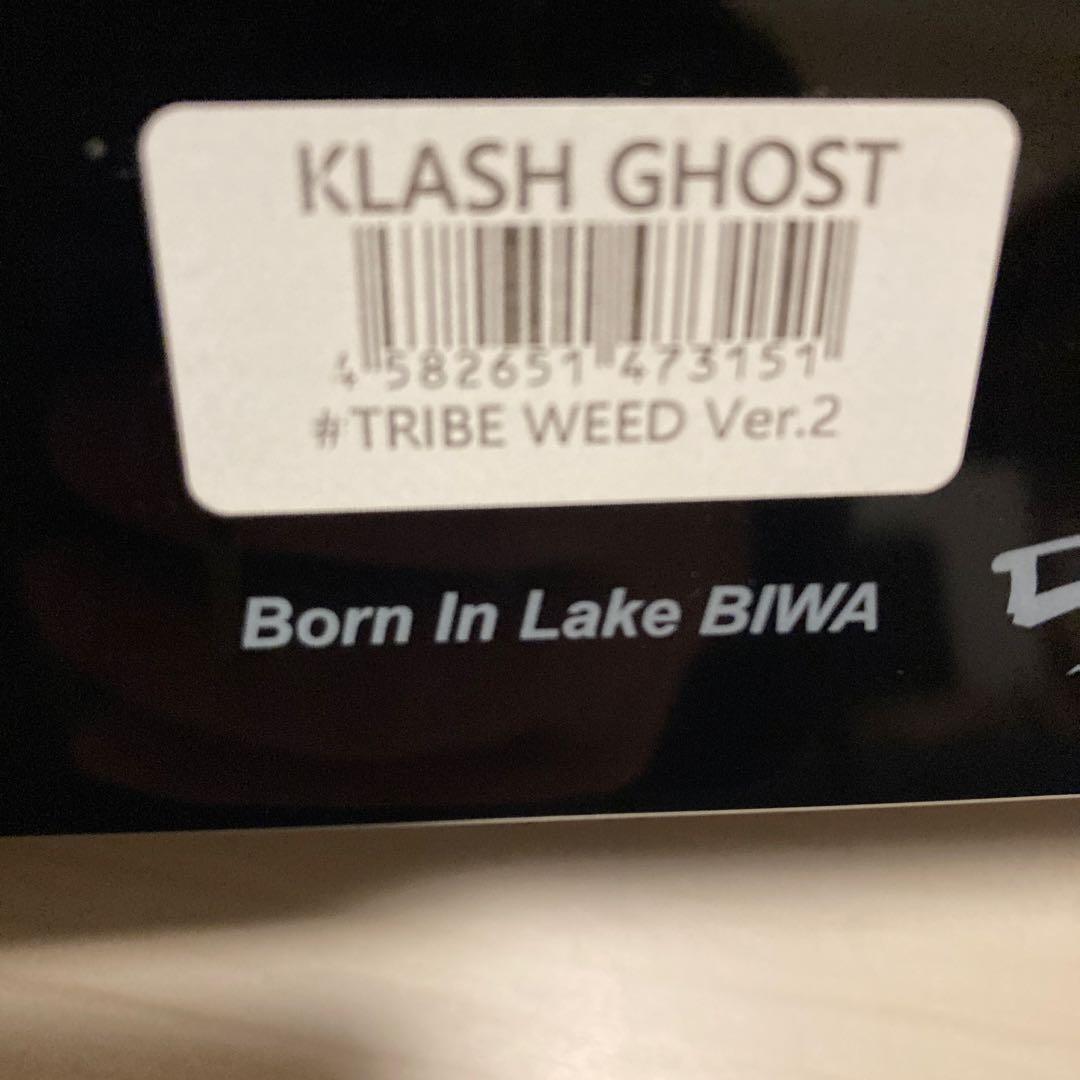 KLASH GHOST
4 582651 473151
#TRIBE WEED Ver.2
Born In Lake BIWA